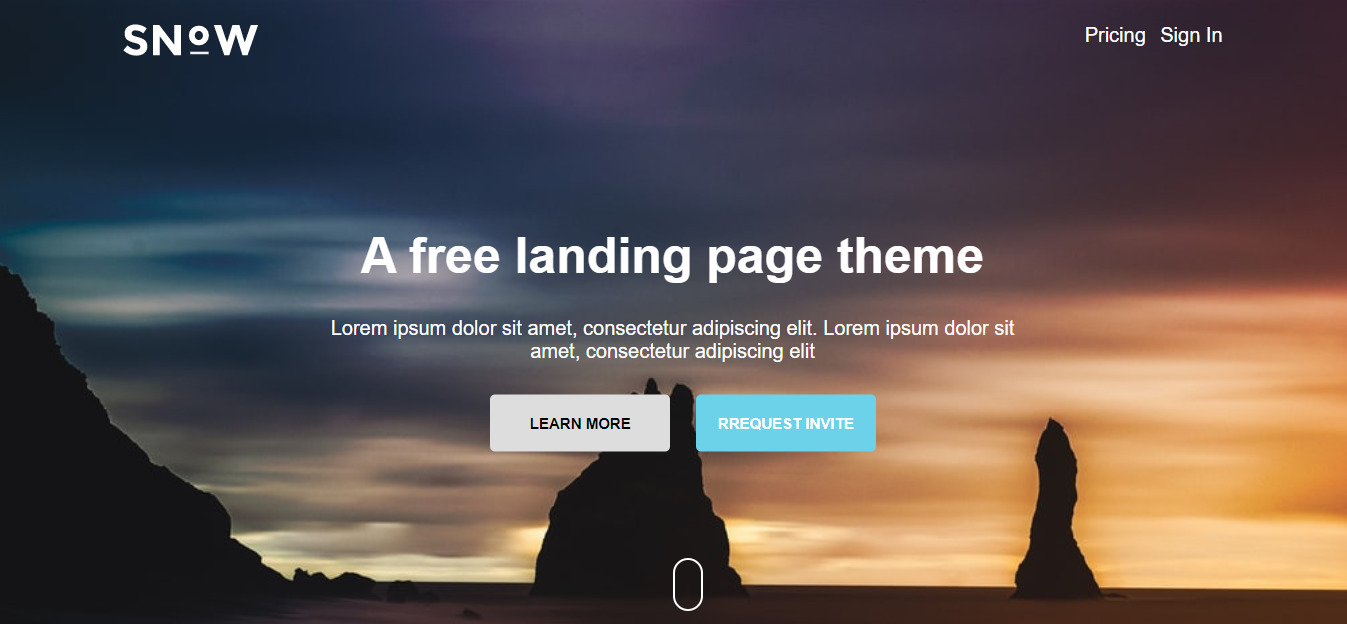 SNoW
Pricing Sign In
A free landing page theme
Lorem ipsum dolor sit amet, consectetur adipiscing elit. Lorem ipsum dolor sit
amet, consectetur adipiscing elit
LEARN MORE
RREQUEST INVITE